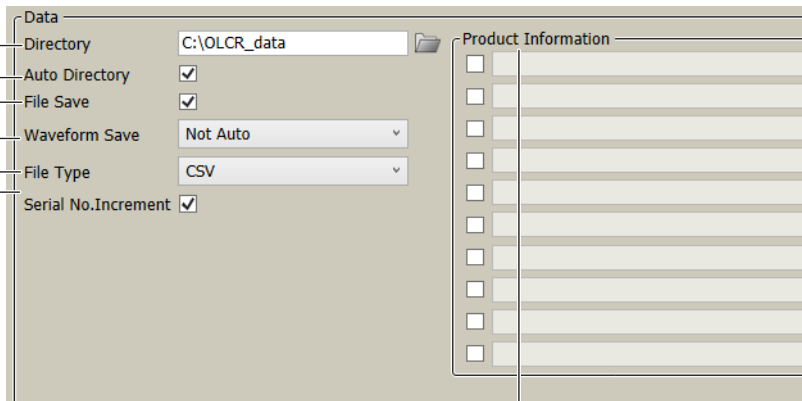 Data
Directory C:\OLCR_data
Auto Directory
File Save
Waveform Save Not Auto
File Type CSV
Serial No.Increment
Product Information